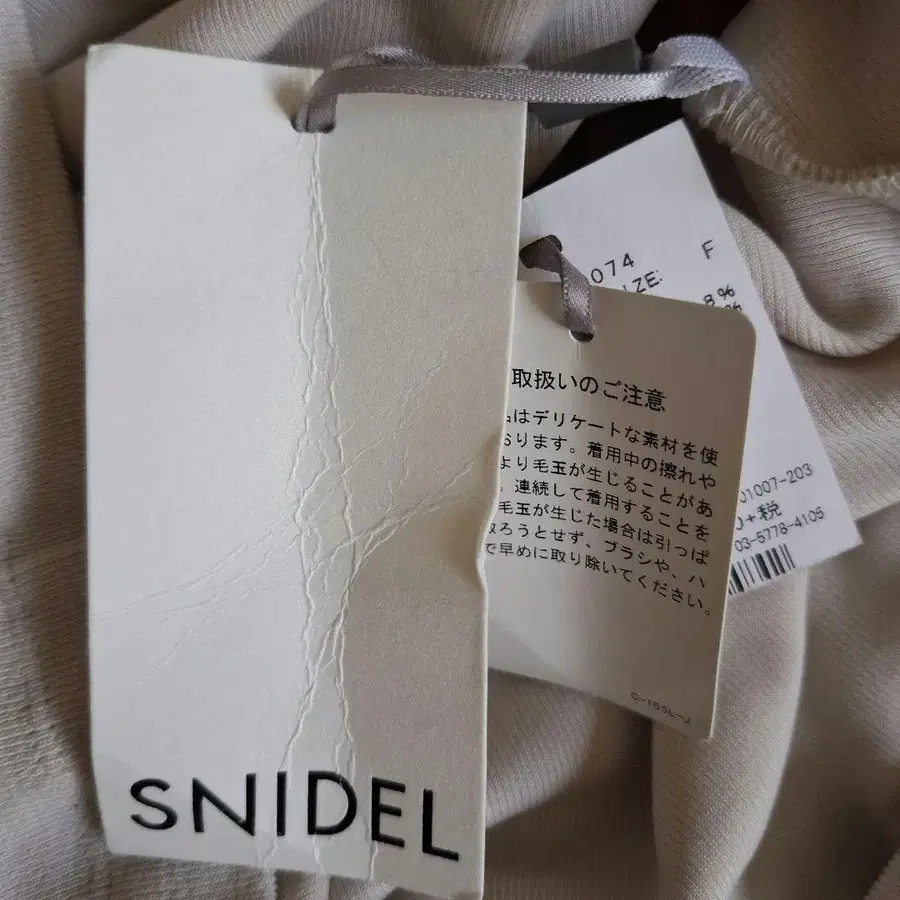 SNIDEL
取扱いのご注意
はデリケートな素材を使
おります。着用中の擦れや
より毛玉が生じることがあ
。連続して着用することを
毛玉が生じた場合は引っぱ
取ろうとせず、ブラシや、ハ
で早めに取り除いてください。
C-155L-J
074
F
IZE:
8%
%
01007-203
0+税
03-5778-4105